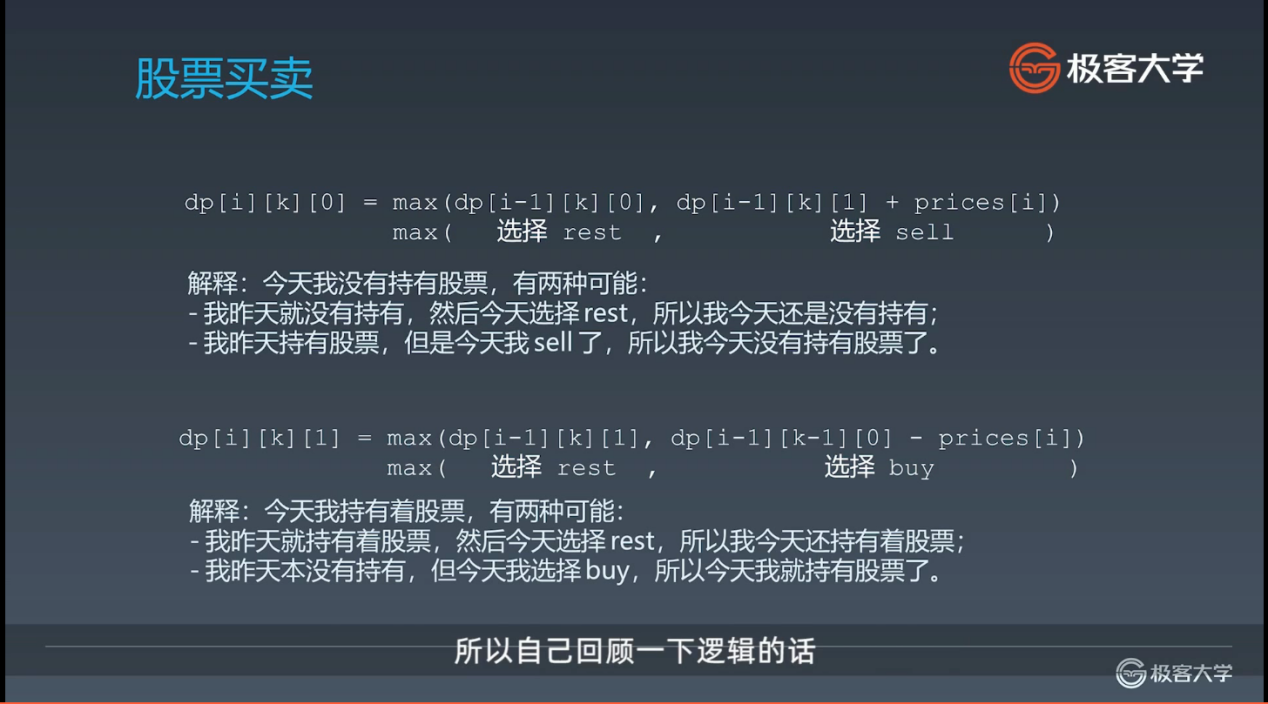 股票买卖
极客大学
dp[i][k][0] = max(dp[i-1][k][0], dp[i-1][k][1] + prices[i])
max( 选择 rest , 选择 sell )
解释：今天我没有持有股票，有两种可能：
- 我昨天就没有持有，然后今天选择 rest，所以我今天还是没有持有；
- 我昨天持有股票，但是今天我 sell 了，所以我今天没有持有股票了。
dp[i][k][1] = max(dp[i-1][k][1], dp[i-1][k-1][0] - prices[i])
max( 选择 rest , 选择 buy )
解释：今天我持有着股票，有两种可能：
- 我昨天就持有着股票，然后今天选择 rest，所以我今天还持有着股票；
- 我昨天本没有持有，但今天我选择 buy，所以今天我就持有股票了。
所以自己回顾一下逻辑的话
极客大学